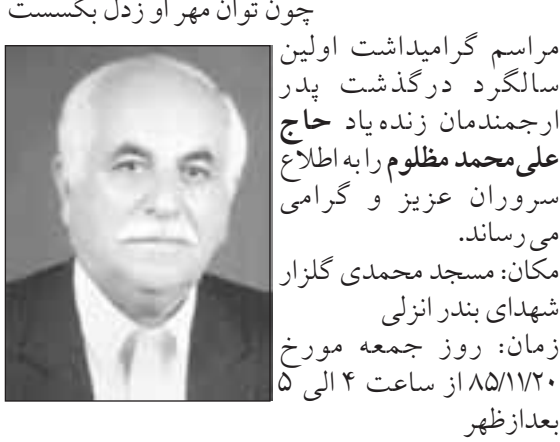 چون توان مهر او زدل بگسست
مراسم گرامیداشت اولین
سالگرد درگذشت پدر
ارجمندمان زنده یاد حاج
علی‌محمد مظلوم را به اطلاع
سروران عزیز و گرامی
می‌رساند.
مکان: مسجد محمدی گلزار
شهدای بندر انزلی
زمان: روز جمعه مورخ
۸۵/۱۱/۲۰ از ساعت ۴ الی ۵
بعدازظهر